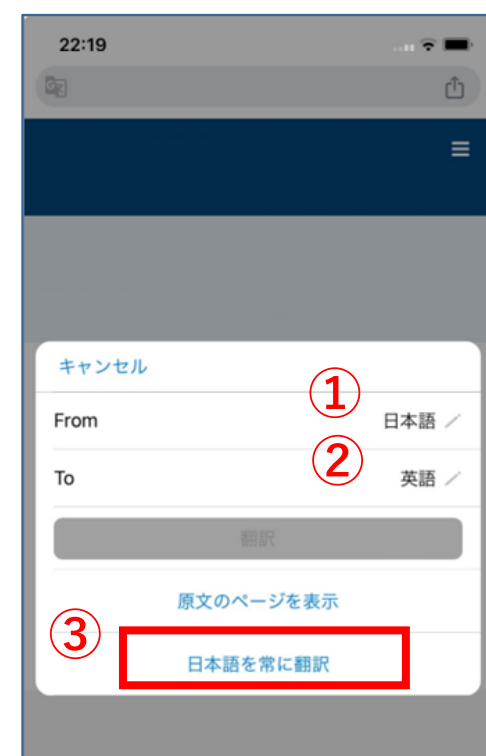 22:19
キャンセル
①
From 日本語
②
To 英語
翻訳
原文のページを表示
③
日本語を常に翻訳